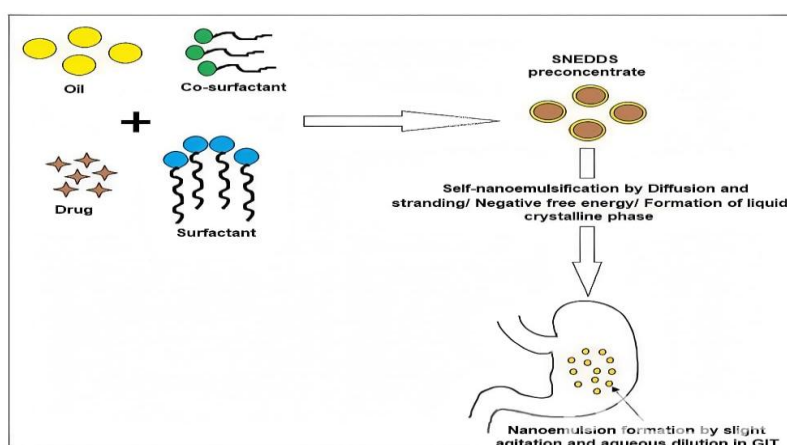 Oil
Co-surfactant
Drug
Surfactant
SNEDDS
preconcentrate
Self-nanoemulsification by Diffusion and
stranding/ Negative free energy/ Formation of liquid
crystalline phase
Nanoemulsion formation by slight
agitation and aqueous dilution in GIT